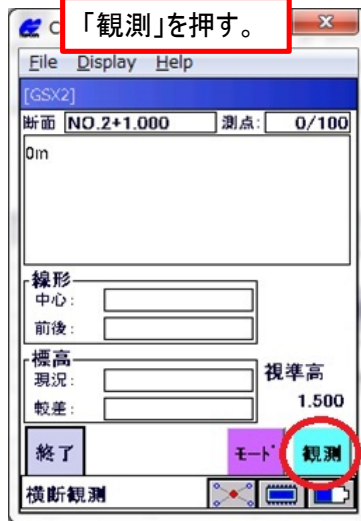 「観測」を押す。
File Display Help
[GSX2]
断面 NO.2+1.000 測点: 0/100
0m
線形
中心:
前後:
標高
現況:
較差:
視準高
1.500
終了 モード 観測
横断観測